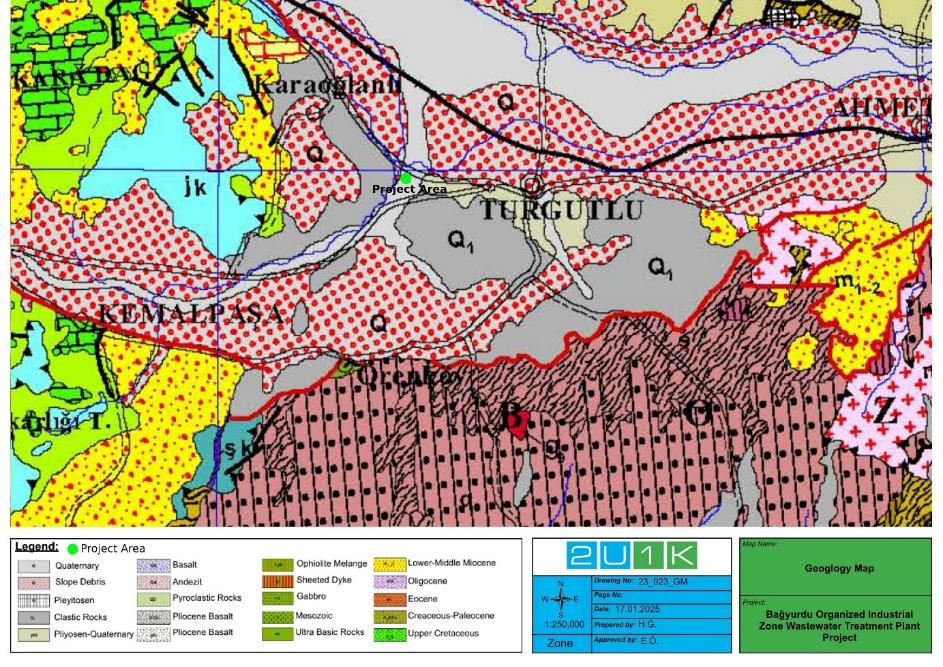 KARA DAĞ
Karaoğlanlı
Q
AHMET
Q
jk
Project Area
TURGUTLU
Q1
Q1
m1-2
KEMALPAŞA
Q
s
Örenköy
B
O
Z
g
şk
Legend:
Project Area
Quaternary
Slope Debris
Pleyitosen
Clastic Rocks
Pliyosen-Quaternary
Basalt
Andezit
Pyroclastic Rocks
Pliocene Basalt
Pliocene Basalt
Ophiolite Melange
Sheeted Dyke
Gabbro
Mesozoic
Ultra Basic Rocks
Lower-Middle Miocene
Oligocene
Eocene
Creaceous-Paleocene
Upper Cretaceous
2U1K
N
W
E
S
1:250.000
Zone
Drawing No: 23_023_GM
Page No:
Date: 17.01.2025
Prepared by: H.G.
Approved by: E.Ö.
Map Name:
Geoglogy Map
Project:
Bağyurdu Organized Industrial
Zone Wastewater Treatment Plant
Project